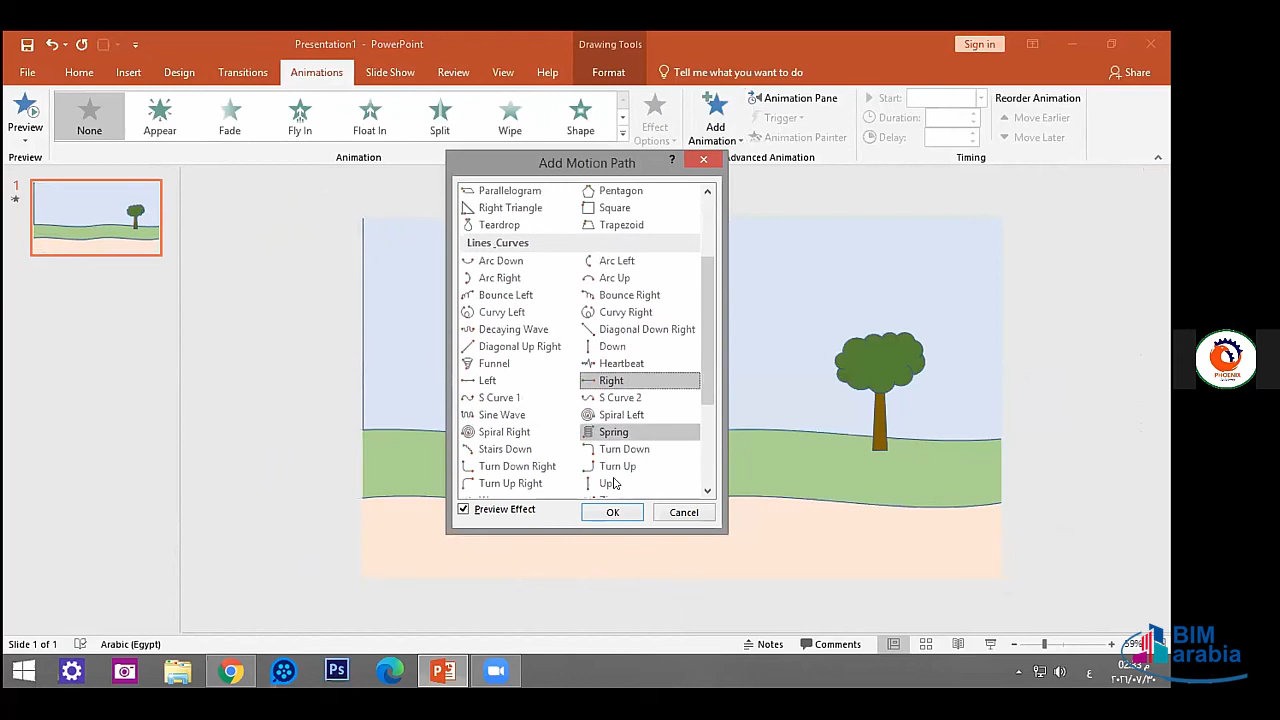 Presentation1 - PowerPoint
Drawing Tools
Sign in
File Home Insert Design Transitions Animations Slide Show Review View Help Format Tell me what you want to do Share
Preview
None Appear Fade Fly In Float In Split Wipe Shape
Effect Options
Add Animation
Animation Pane
Trigger
Animation Painter
Start:
Duration:
Delay:
Reorder Animation
Move Earlier
Move Later
Preview Animation Advanced Animation Timing
1
Add Motion Path
?
Parallelogram Pentagon
Right Triangle Square
Teardrop Trapezoid
Lines_Curves
Arc Down Arc Left
Arc Right Arc Up
Bounce Left Bounce Right
Curvy Left Curvy Right
Decaying Wave Diagonal Down Right
Diagonal Up Right Down
Funnel Heartbeat
Left Right
S Curve 1 S Curve 2
Sine Wave Spiral Left
Spiral Right Spring
Stairs Down Turn Down
Turn Down Right Turn Up
Turn Up Right Up
Preview Effect OK Cancel
PHOENIX
Slide 1 of 1 Arabic (Egypt) Notes Comments
Ps
ع
٢٠٢١/٠٧/٣٠
BIM
arabia